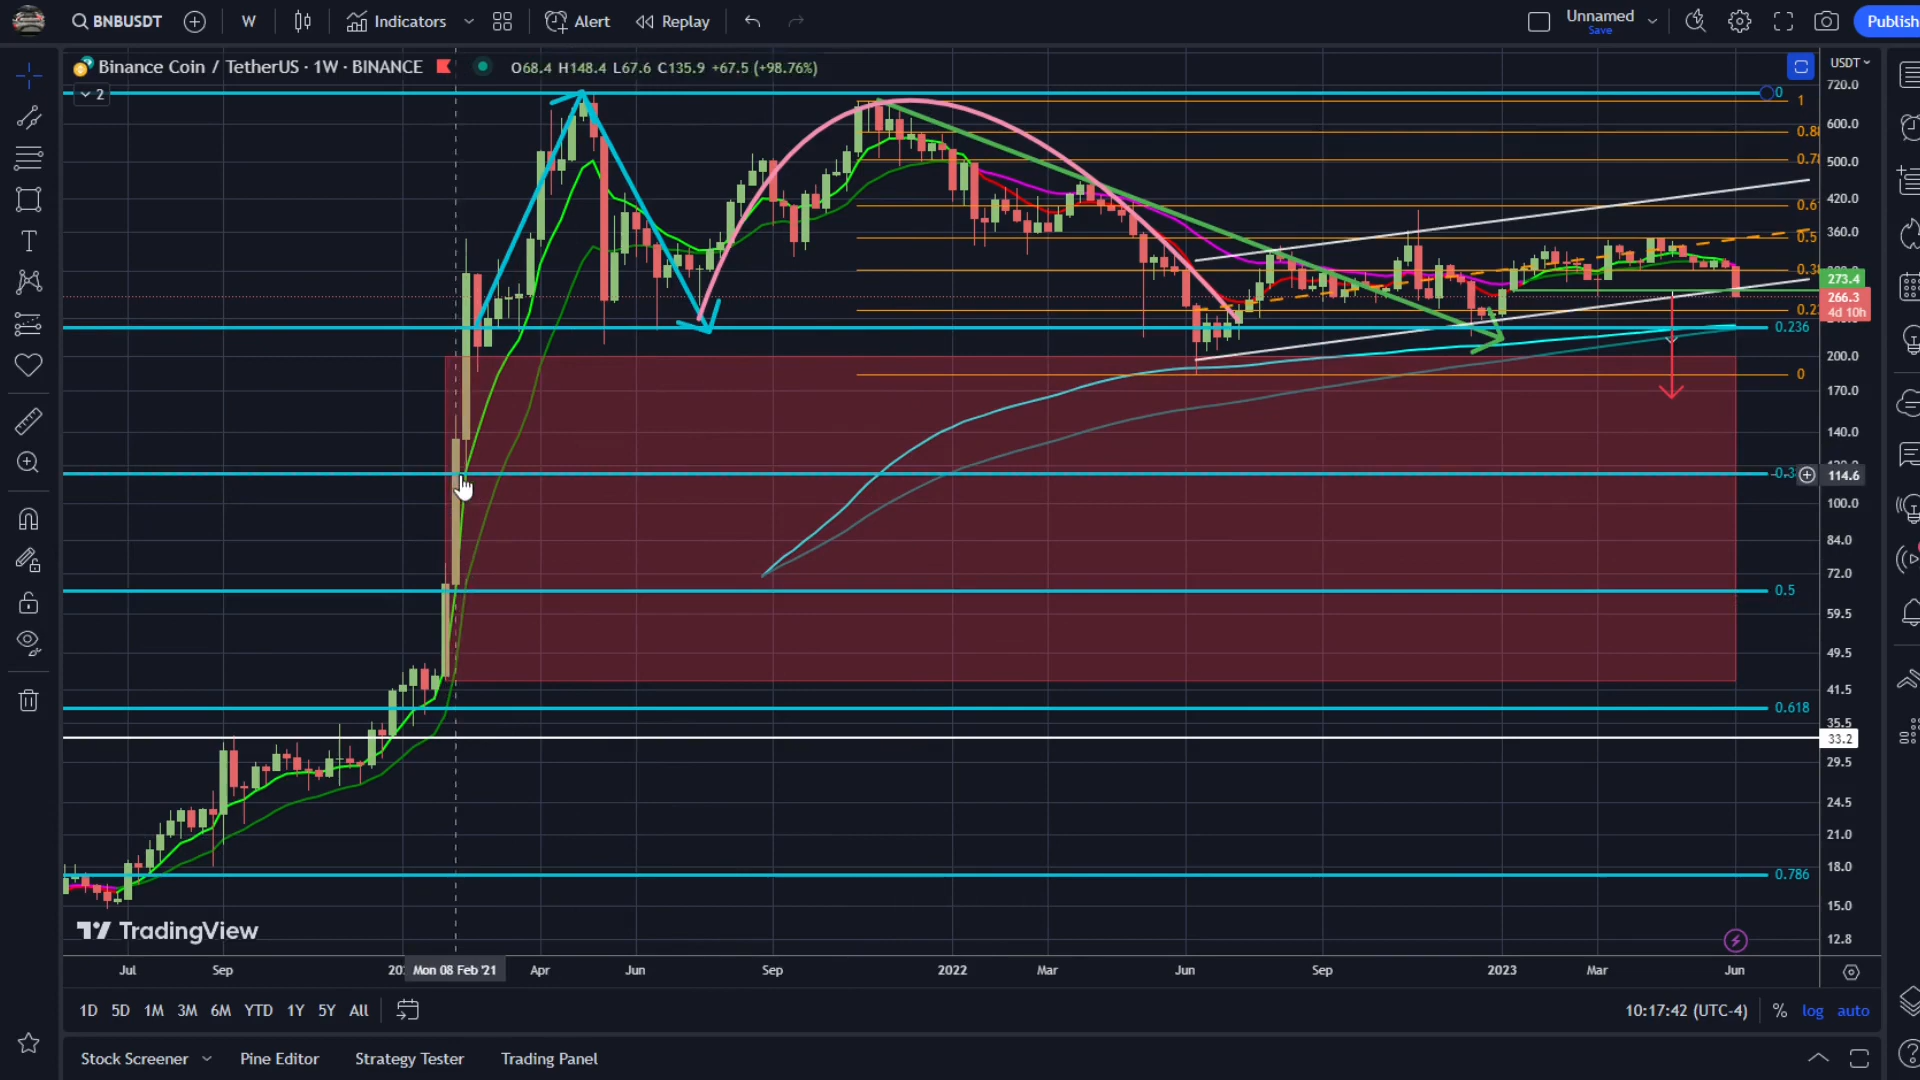 BNBUSDT
W
Indicators
Alert
Replay
Unnamed
Save
Publish
Binance Coin / TetherUS · 1W · BINANCE
O68.4 H148.4 L67.6 C135.9 +67.5 (+98.76%)
2
USDT
720.0
600.0
500.0
420.0
360.0
273.4
266.3
4d 10h
200.0
170.0
140.0
114.6
100.0
84.0
72.0
59.5
49.5
41.5
35.5
33.2
29.5
24.5
21.0
18.0
15.0
12.8
0
1
0.5
0.236
0
0.5
0.618
0.786
TradingView
Jul
Sep
Mon 08 Feb '21
Apr
Jun
Sep
2022
Mar
Jun
Sep
2023
Mar
Jun
1D 5D 1M 3M 6M YTD 1Y 5Y All
10:17:42 (UTC-4)
%
log
auto
Stock Screener
Pine Editor
Strategy Tester
Trading Panel